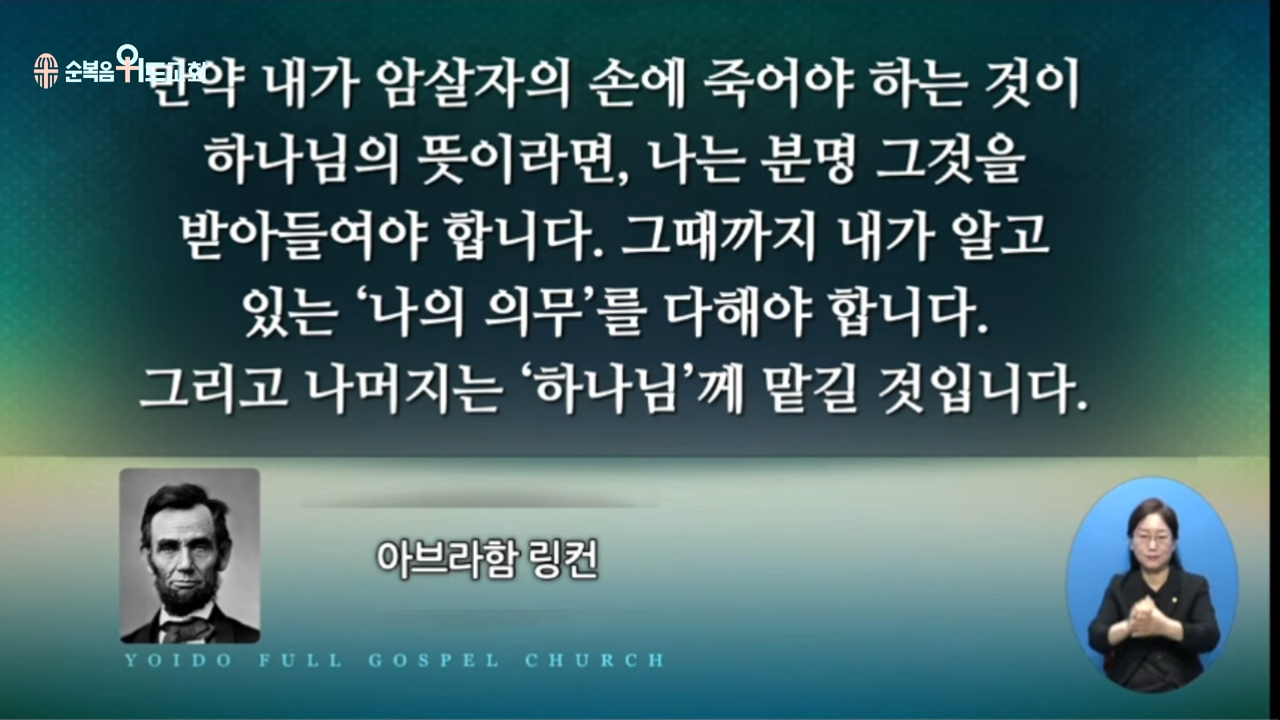 순복음
만약 내가 암살자의 손에 죽어야 하는 것이
하나님의 뜻이라면, 나는 분명 그것을
받아들여야 합니다. 그때까지 내가 알고
있는 ‘나의 의무’를 다해야 합니다.
그리고 나머지는 ‘하나님’께 맡길 것입니다.
아브라함 링컨
YOIDO FULL GOSPEL CHURCH